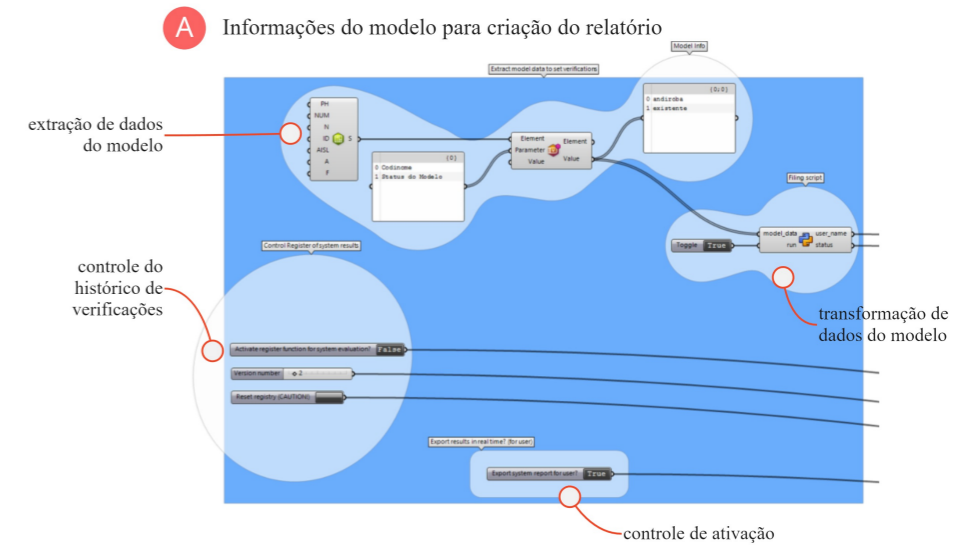 A Informações do modelo para criação do relatório
Model Info
Extract model data to set verifications
PH
NUM
N
ID
AISL
A
F
S
{0}
0 Codinome
1 Status do Modelo
Element
Parameter
Value
Element
Value
{0;0}
0 andiroba
1 existente
extração de dados
do modelo
Filing script
Toggle True
model_data
run
user_name
status
transformação de
dados do modelo
Control Register of system results
controle do
histórico de
verificações
Activate register function for system evaluation? False
Version number 2
Reset registry (CAUTION!)
Export results in real time? (for user)
Export system report for user? True
controle de ativação